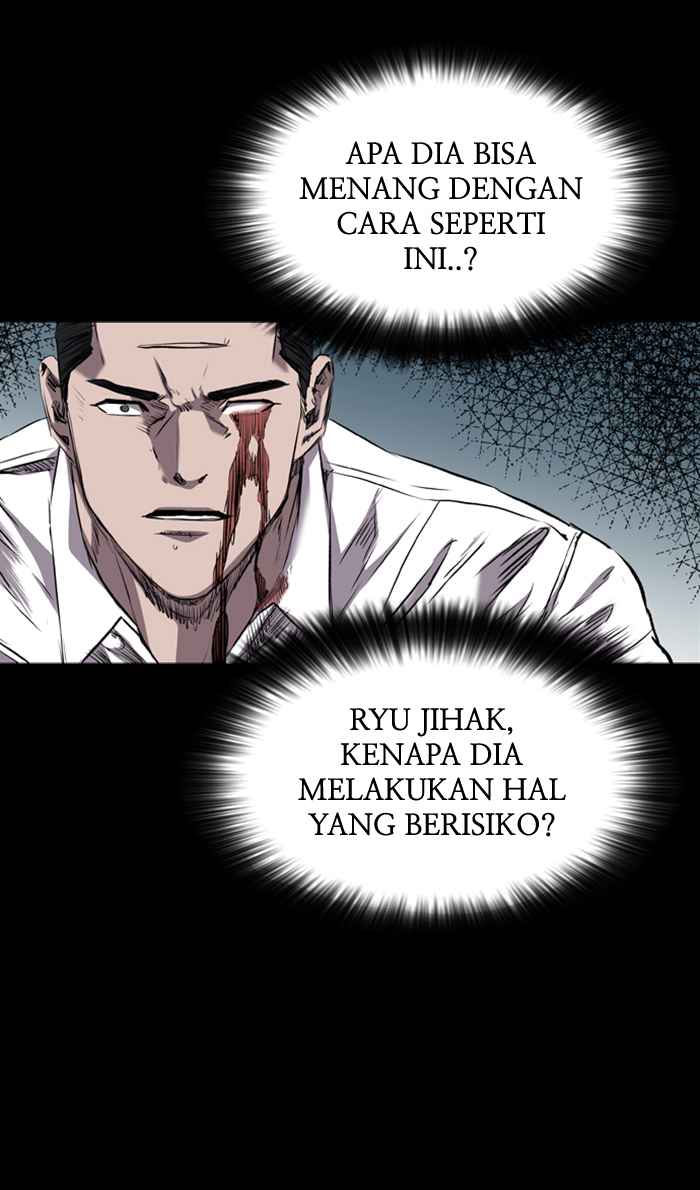 APA DIA BISA
MENANG DENGAN
CARA SEPERTI
INI..?
RYU JIHAK,
KENAPA DIA
MELAKUKAN HAL
YANG BERISIKO?